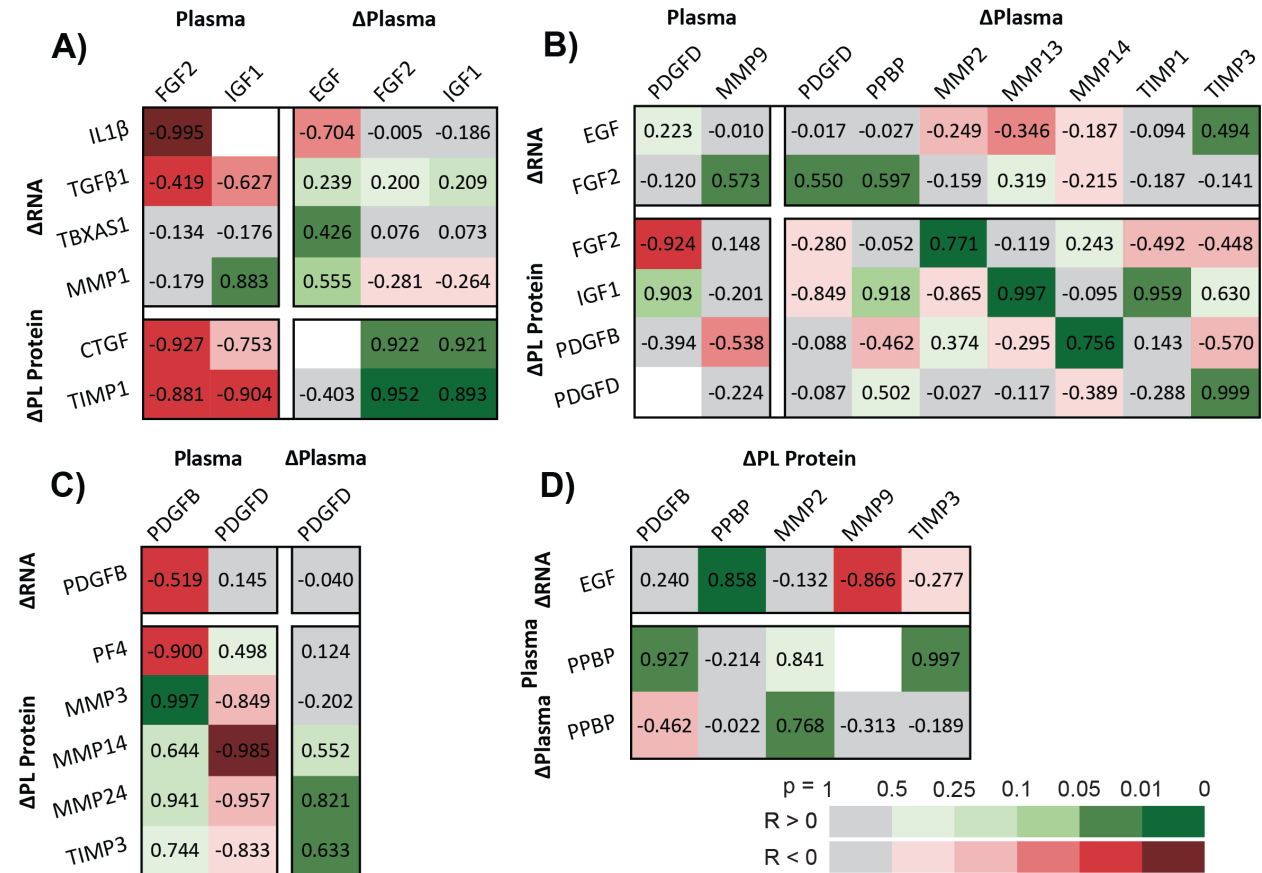 A)
Plasma ΔPlasma
FGF2 IGF1 EGF FGF2 IGF1
ΔRNA
IL1β -0.995 -0.704 -0.005 -0.186
TGFβ1 -0.419 -0.627 0.239 0.200 0.209
TBXAS1 -0.134 -0.176 0.426 0.076 0.073
MMP1 -0.179 0.883 0.555 -0.281 -0.264
ΔPL Protein
CTGF -0.927 -0.753 0.922 0.921
TIMP1 -0.881 -0.904 -0.403 0.952 0.893
B)
Plasma ΔPlasma
PDGFD MMP9 PDGFD PPBP MMP2 MMP13 MMP14 TIMP1 TIMP3
ΔRNA
EGF 0.223 -0.010 -0.017 -0.027 -0.249 -0.346 -0.187 -0.094 0.494
FGF2 -0.120 0.573 0.550 0.597 -0.159 0.319 -0.215 -0.187 -0.141
ΔPL Protein
FGF2 -0.924 0.148 -0.280 -0.052 0.771 -0.119 0.243 -0.492 -0.448
IGF1 0.903 -0.201 -0.849 0.918 -0.865 0.997 -0.095 0.959 0.630
PDGFB -0.394 -0.538 -0.088 -0.462 0.374 -0.295 0.756 0.143 -0.570
PDGFD -0.224 -0.087 0.502 -0.027 -0.117 -0.389 -0.288 0.999
C)
Plasma ΔPlasma
PDGFB PDGFD PDGFD
ΔRNA
PDGFB -0.519 0.145 -0.040
ΔPL Protein
PF4 -0.900 0.498 0.124
MMP3 0.997 -0.849 -0.202
MMP14 0.644 -0.985 0.552
MMP24 0.941 -0.957 0.821
TIMP3 0.744 -0.833 0.633
D)
ΔPL Protein
PDGFB PPBP MMP2 MMP9 TIMP3
ΔRNA
EGF 0.240 0.858 -0.132 -0.866 -0.277
Plasma
PPBP 0.927 -0.214 0.841 0.997
ΔPlasma
PPBP -0.462 -0.022 0.768 -0.313 -0.189
p = 1 0.5 0.25 0.1 0.05 0.01 0
R > 0
R < 0